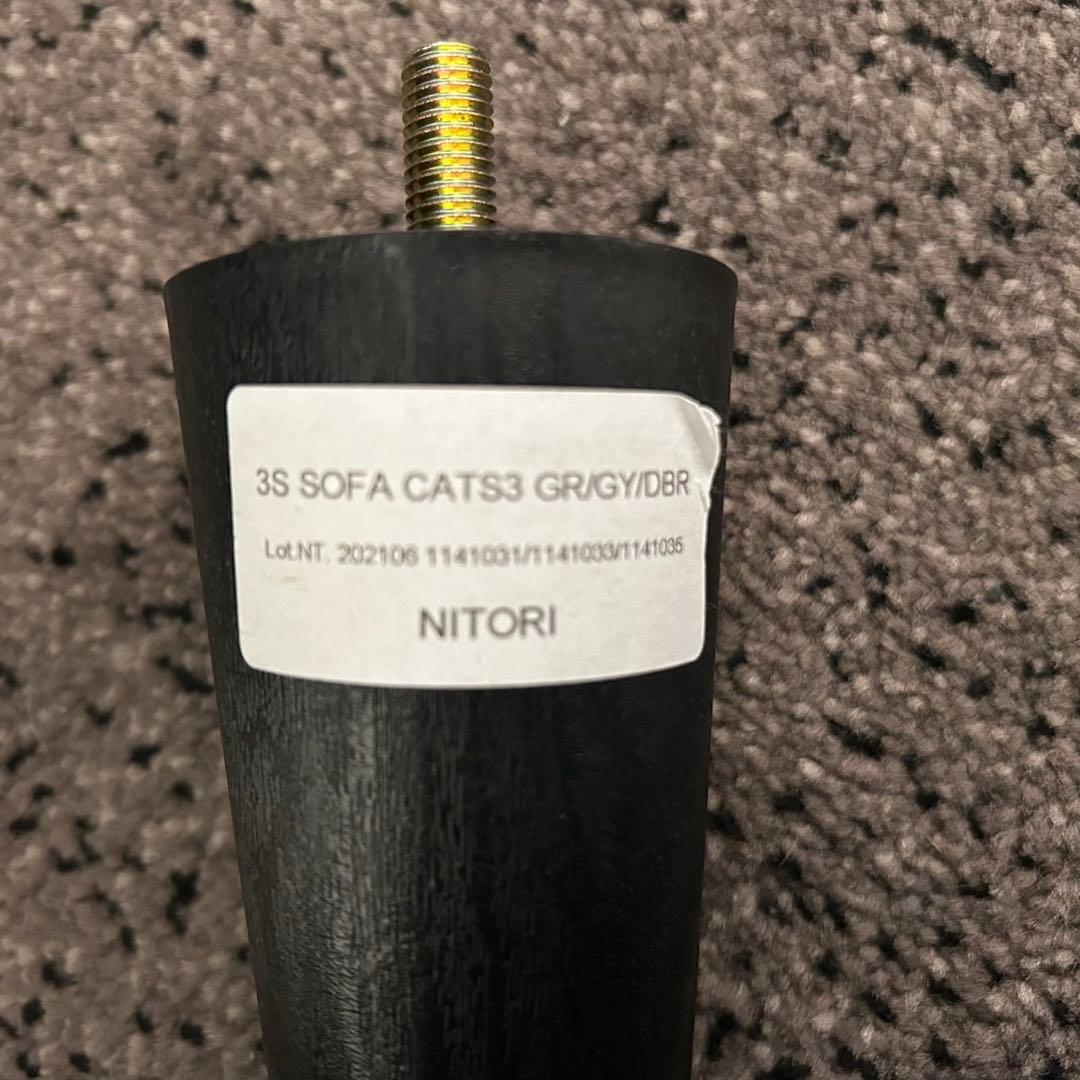 3S SOFA CATS3 GR/GY/DBR
Lot.NT. 202106 1141031/1141033/1141035
NITORI